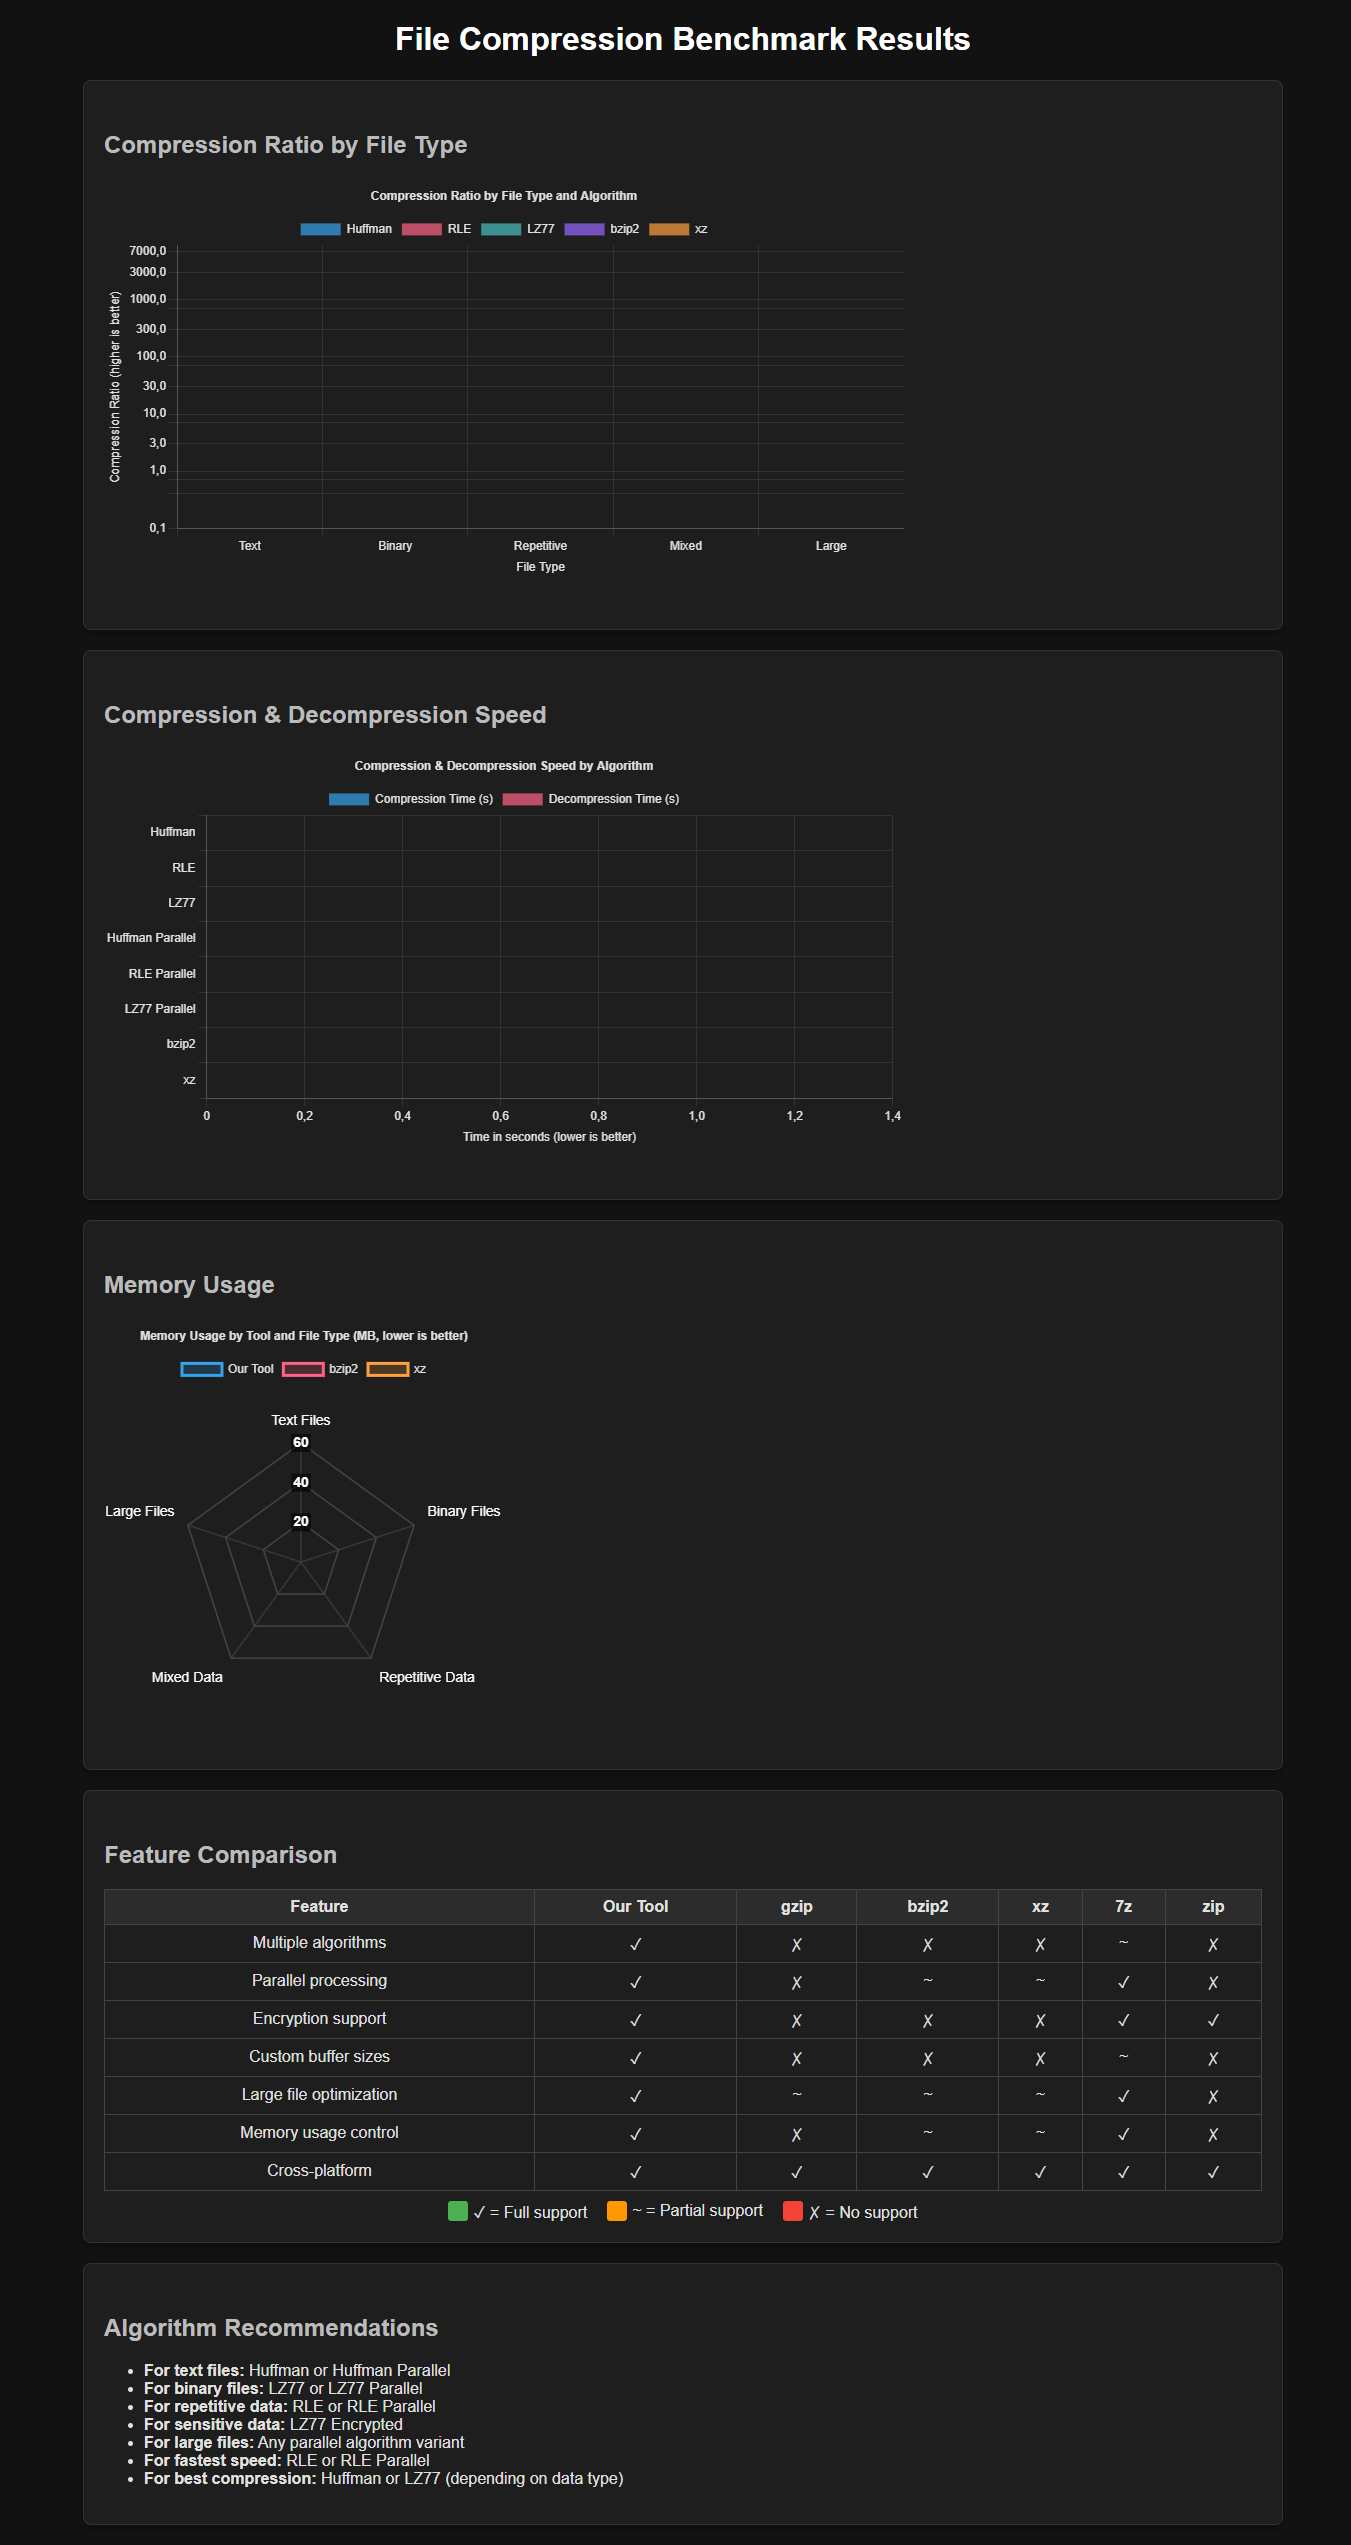 File Compression Benchmark Results
Compression Ratio by File Type
Compression Ratio by File Type and Algorithm
Huffman RLE LZ77 bzip2 xz
Compression Ratio (higher is better)
7000,0
3000,0
1000,0
300,0
100,0
30,0
10,0
3,0
1,0
0,1
Text Binary Repetitive Mixed Large
File Type
Compression & Decompression Speed
Compression & Decompression Speed by Algorithm
Compression Time (s) Decompression Time (s)
Huffman
RLE
LZ77
Huffman Parallel
RLE Parallel
LZ77 Parallel
bzip2
xz
0 0,2 0,4 0,6 0,8 1,0 1,2 1,4
Time in seconds (lower is better)
Memory Usage
Memory Usage by Tool and File Type (MB, lower is better)
Our Tool bzip2 xz
Text Files
60
40
Large Files Binary Files
20
Mixed Data Repetitive Data
Feature Comparison
Feature Our Tool gzip bzip2 xz 7z zip
Multiple algorithms ✓ ✗ ✗ ✗ ~ ✗
Parallel processing ✓ ✗ ~ ~ ✓ ✗
Encryption support ✓ ✗ ✗ ✗ ✓ ✓
Custom buffer sizes ✓ ✗ ✗ ✗ ~ ✗
Large file optimization ✓ ~ ~ ~ ✓ ✗
Memory usage control ✓ ✗ ~ ~ ✓ ✗
Cross-platform ✓ ✓ ✓ ✓ ✓ ✓
✓ = Full support ~ = Partial support ✗ = No support
Algorithm Recommendations
• For text files: Huffman or Huffman Parallel
• For binary files: LZ77 or LZ77 Parallel
• For repetitive data: RLE or RLE Parallel
• For sensitive data: LZ77 Encrypted
• For large files: Any parallel algorithm variant
• For fastest speed: RLE or RLE Parallel
• For best compression: Huffman or LZ77 (depending on data type)